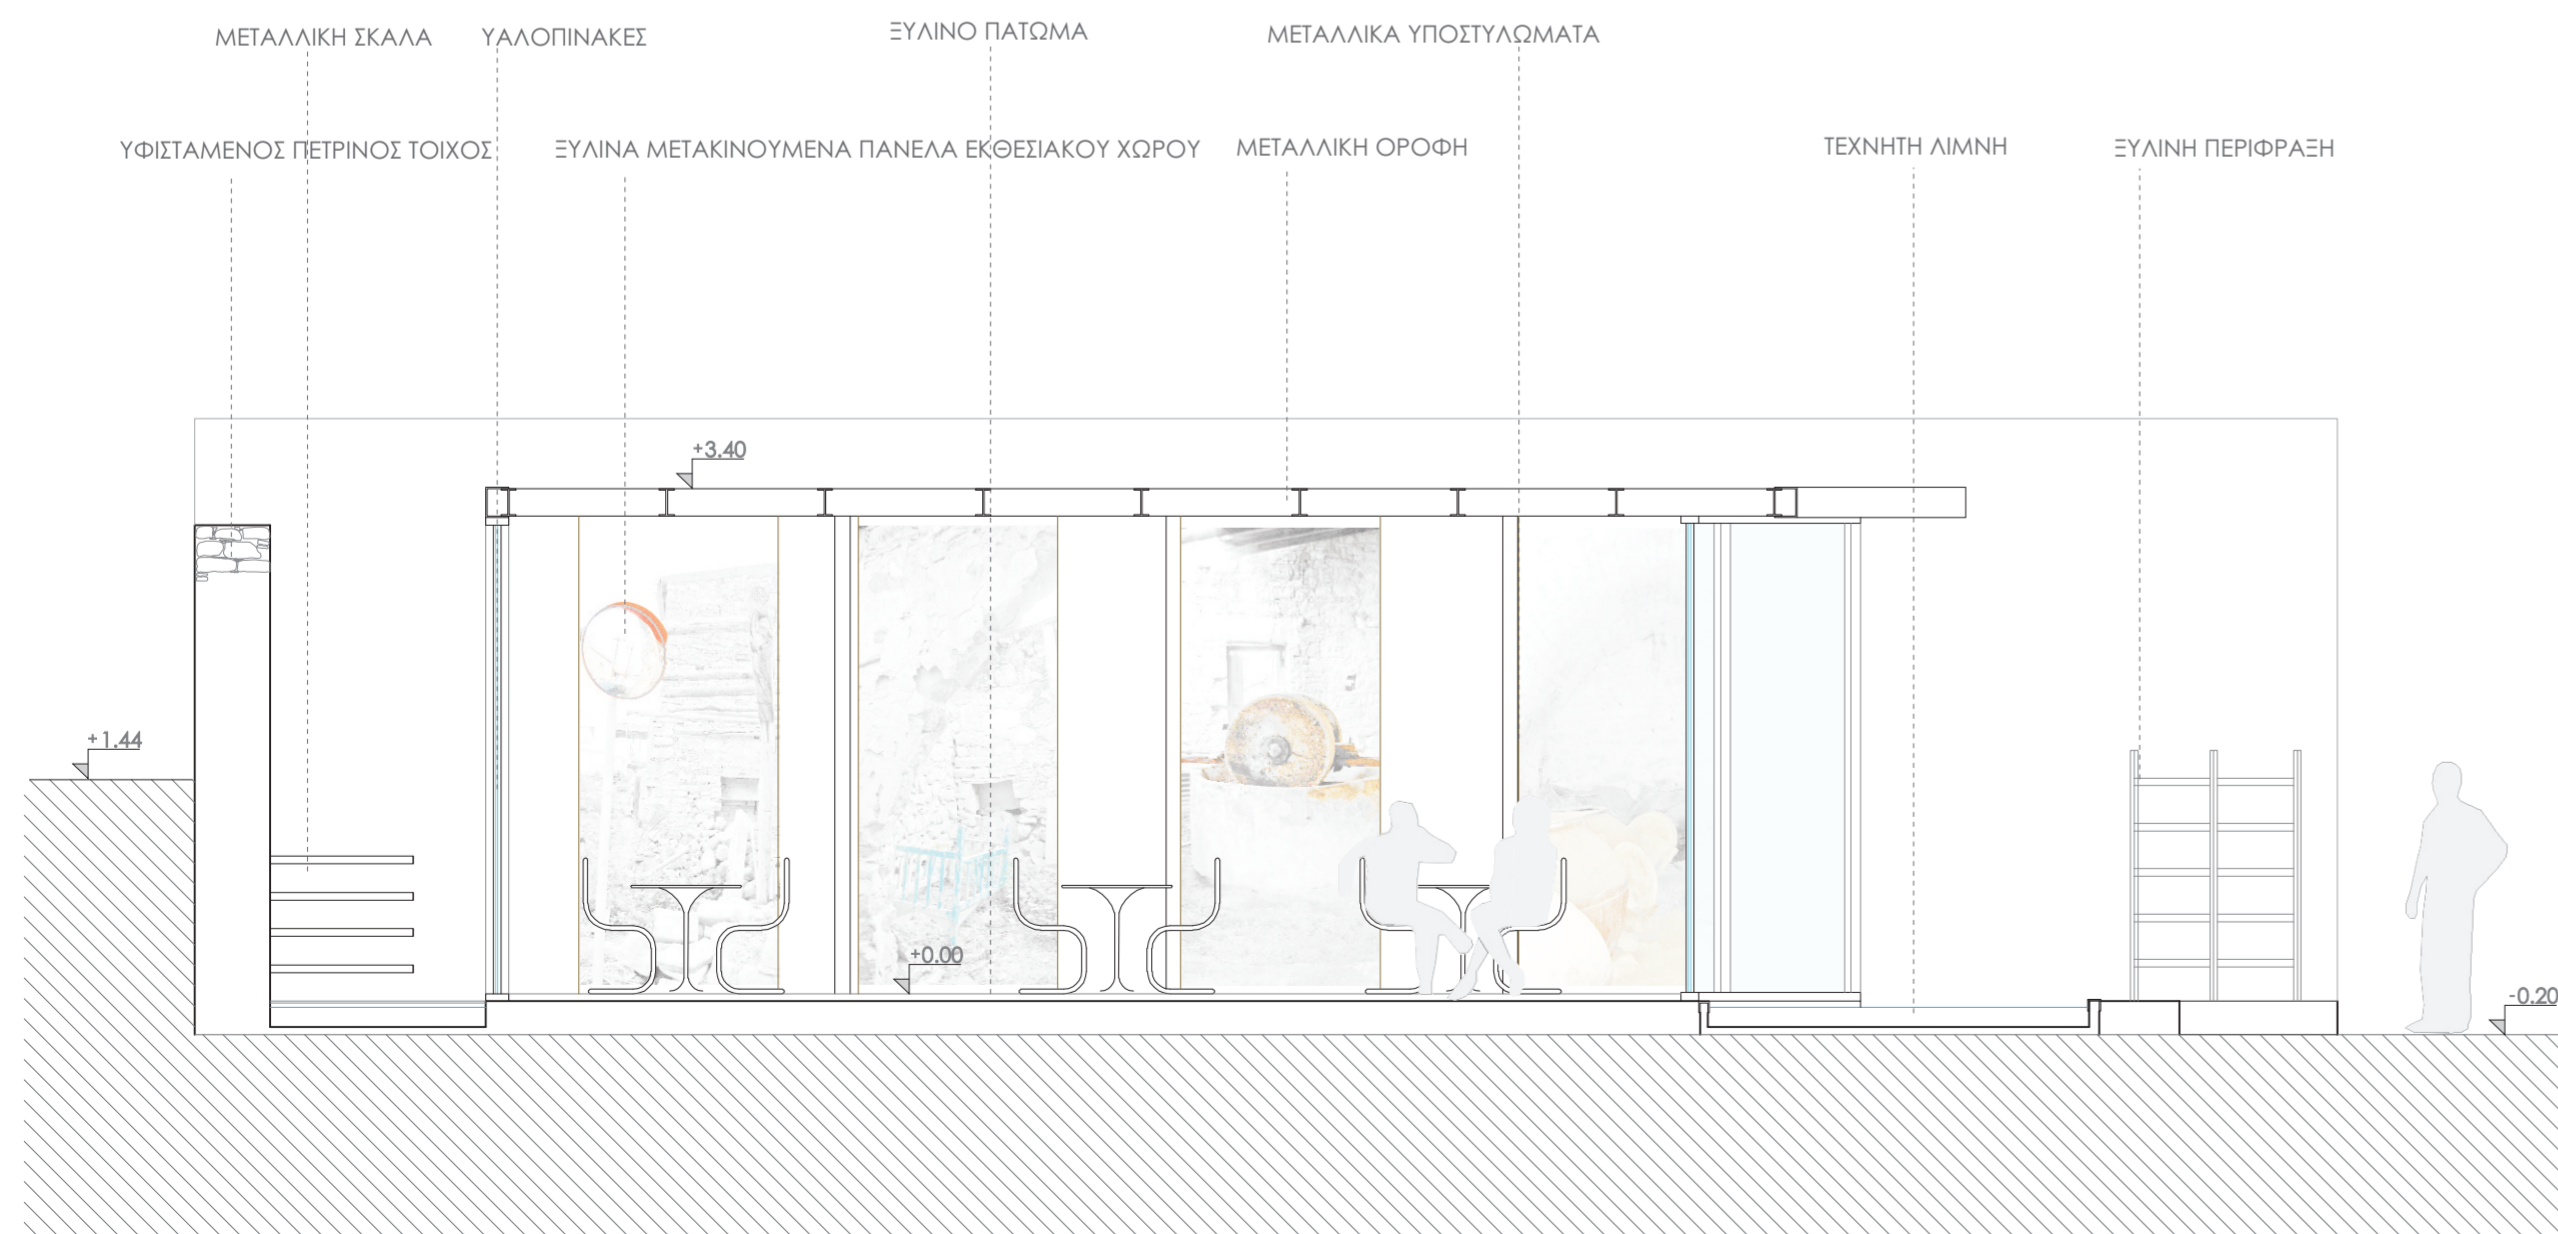 ΜΕΤΑΛΛΙΚΗ ΣΚΑΛΑ
ΥΑΛΟΠΙΝΑΚΕΣ
ΞΥΛΙΝΟ ΠΑΤΩΜΑ
ΜΕΤΑΛΛΙΚΑ ΥΠΟΣΤΥΛΩΜΑΤΑ
ΥΦΙΣΤΑΜΕΝΟΣ ΠΕΤΡΙΝΟΣ ΤΟΙΧΟΣ
ΞΥΛΙΝΑ ΜΕΤΑΚΙΝΟΥΜΕΝΑ ΠΑΝΕΛΑ ΕΚΘΕΣΙΑΚΟΥ ΧΩΡΟΥ
ΜΕΤΑΛΛΙΚΗ ΟΡΟΦΗ
ΤΕΧΝΗΤΗ ΛΙΜΝΗ
ΞΥΛΙΝΗ ΠΕΡΙΦΡΑΞΗ
+3.40
+1.44
+0.00
-0.20